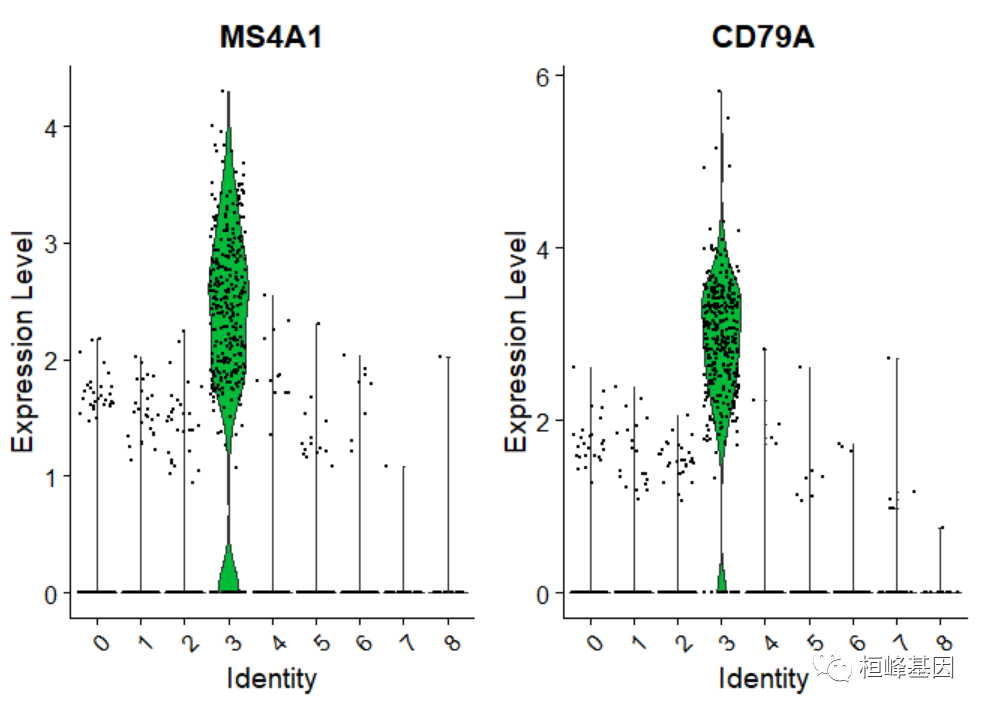 MS4A1
Expression Level
4
3
2
1
0
0 1 2 3 4 5 6 7 8
Identity
CD79A
Expression Level
6
4
2
0
0 1 2 3 4 5 6 7 8
Identity
桓峰基因